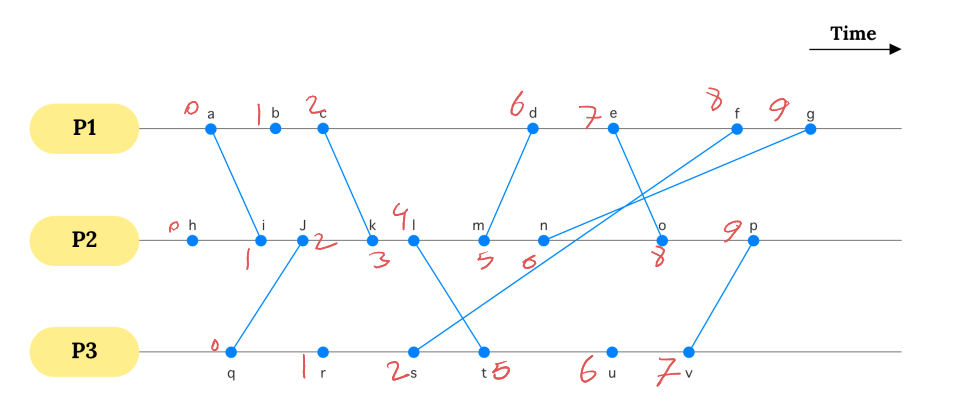 Time
P1 0 a 1 b 2 c 6 d 7 e 8 f 9 g
P2 0 h i J k 4 l m n o 9 p
1 2 3 5 6 8
P3 0
q 1 r 2 s t 5 6 u 7 v